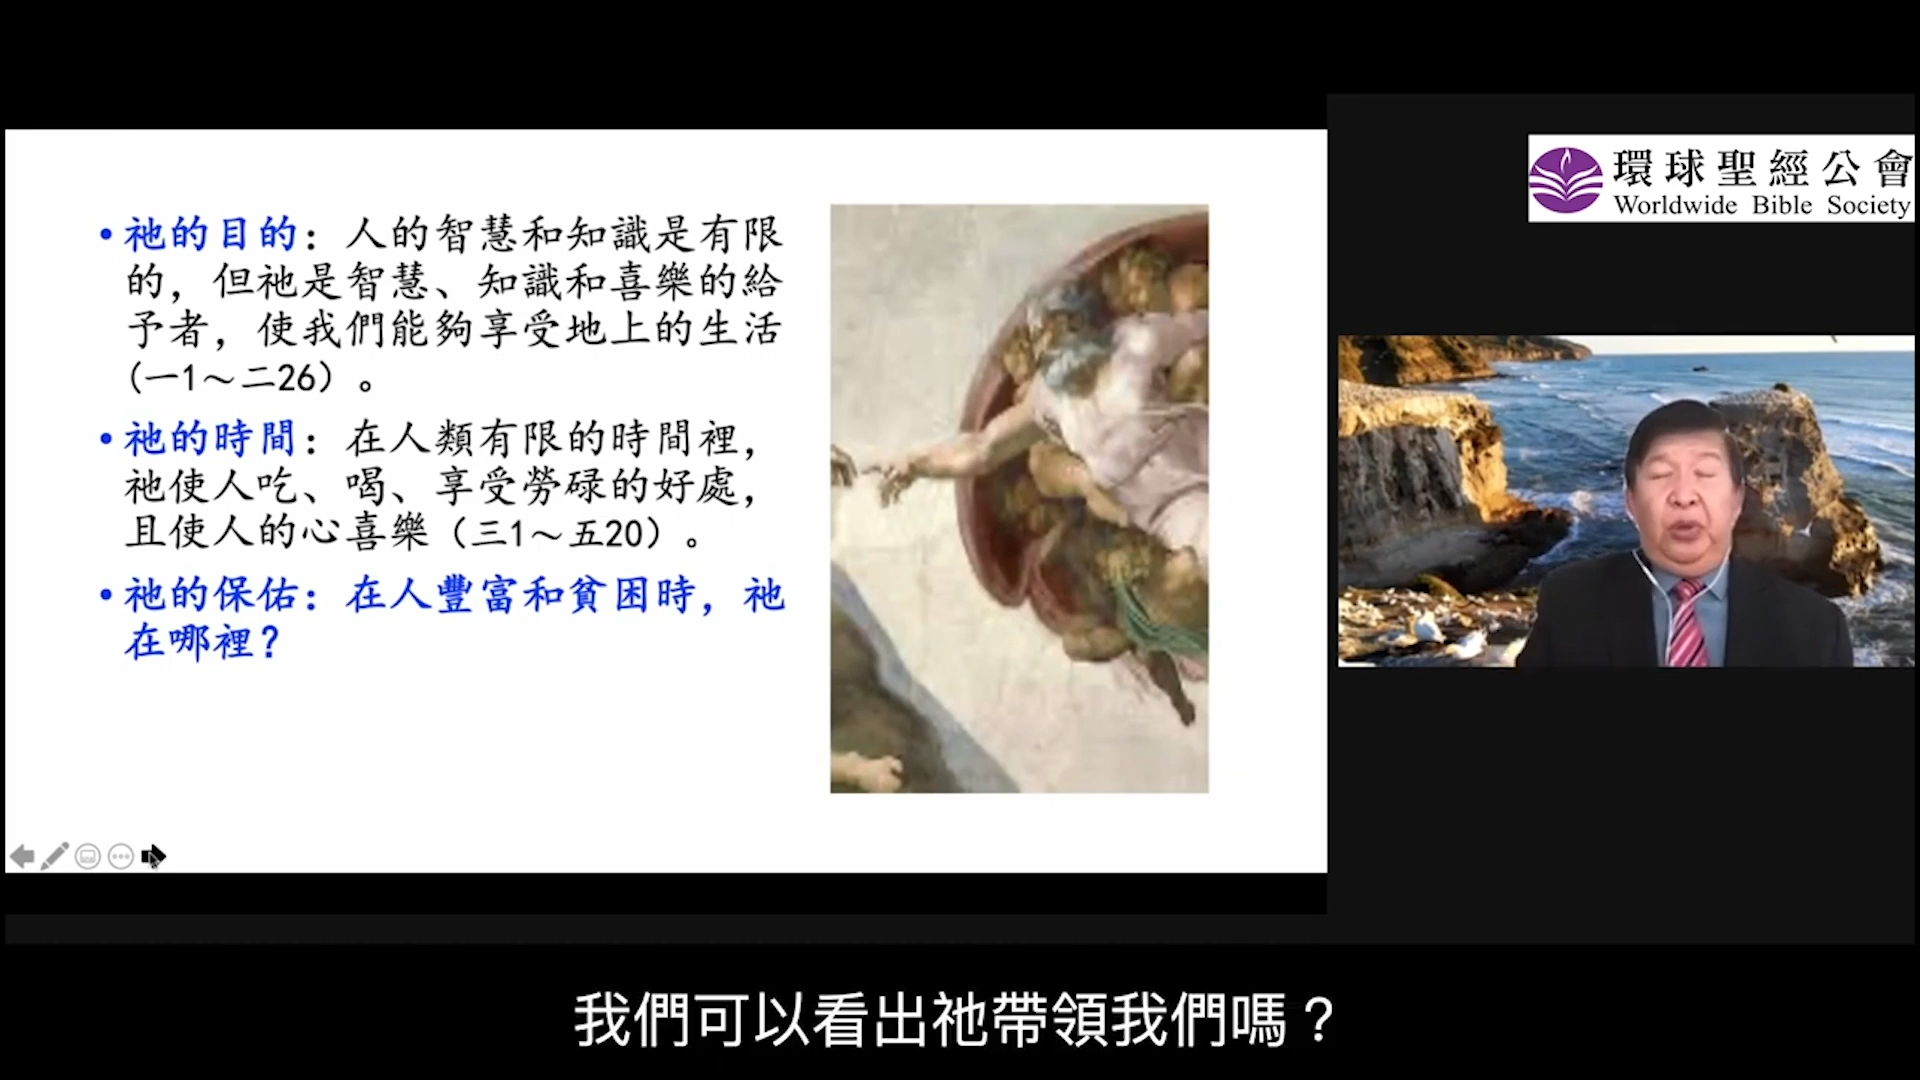 環球聖經公會
Worldwide Bible Society
•祂的目的：人的智慧和知識是有限
的，但祂是智慧、知識和喜樂的給
予者，使我們能夠享受地上的生活
（一1～二26）。
•祂的時間：在人類有限的時間裡，
祂使人吃、喝、享受勞碌的好處，
且使人的心喜樂（三1～五20）。
•祂的保佑：在人豐富和貧困時，祂
在哪裡？
我們可以看出祂帶領我們嗎？